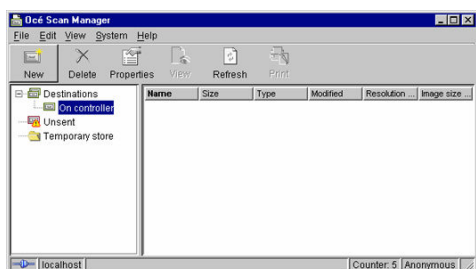 Océ Scan Manager
File Edit View System Help
New Delete Properties View Refresh Print
Destinations
On controller
Unsent
Temporary store
Name Size Type Modified Resolution ... Image size ...
localhost Counter: 5 Anonymous